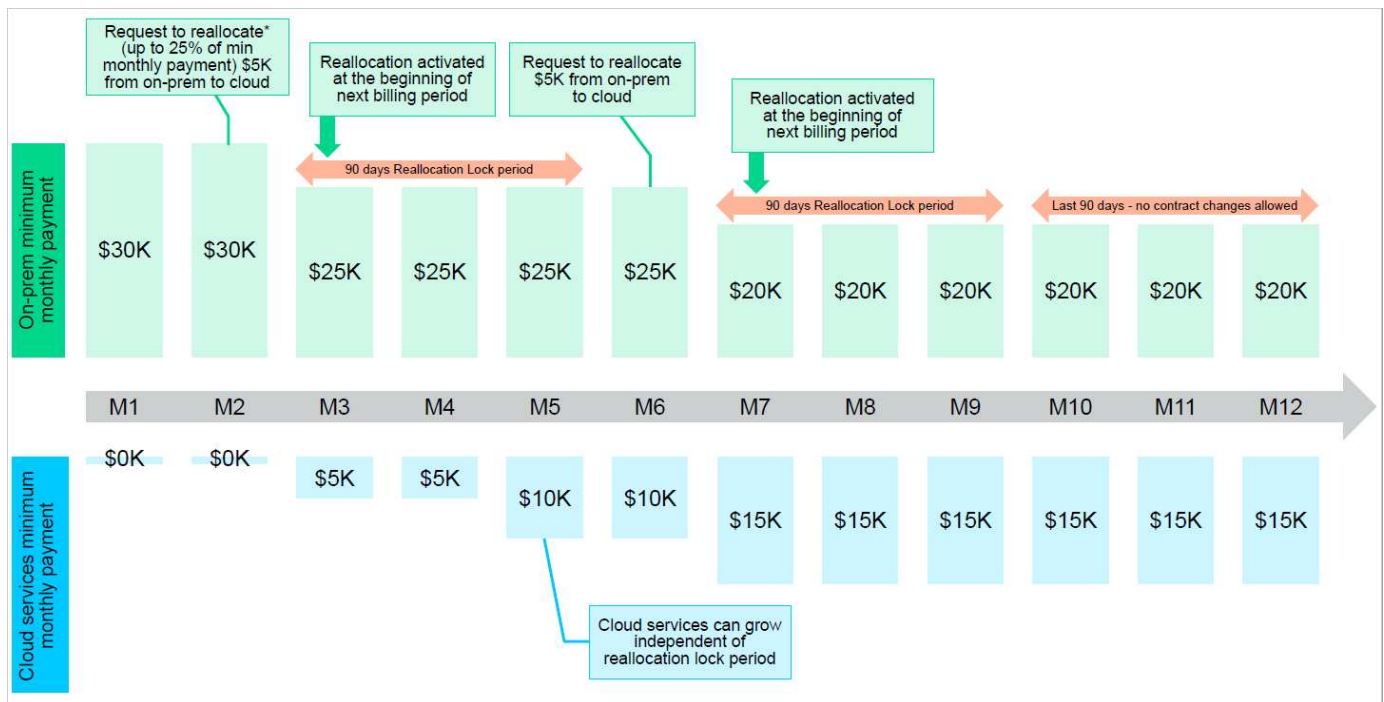 Request to reallocate*
(up to 25% of min
monthly payment) $5K
from on-prem to cloud
Reallocation activated
at the beginning of
next billing period
Request to reallocate
$5K from on-prem
to cloud
Reallocation activated
at the beginning of
next billing period
On-prem minimum
monthly payment
90 days Reallocation Lock period
90 days Reallocation Lock period
Last 90 days - no contract changes allowed
$30K
$30K
$25K
$25K
$25K
$25K
$20K
$20K
$20K
$20K
$20K
$20K
M1
M2
M3
M4
M5
M6
M7
M8
M9
M10
M11
M12
Cloud services minimum
monthly payment
$0K
$0K
$5K
$5K
$10K
$10K
$15K
$15K
$15K
$15K
$15K
$15K
Cloud services can grow
independent of
reallocation lock period